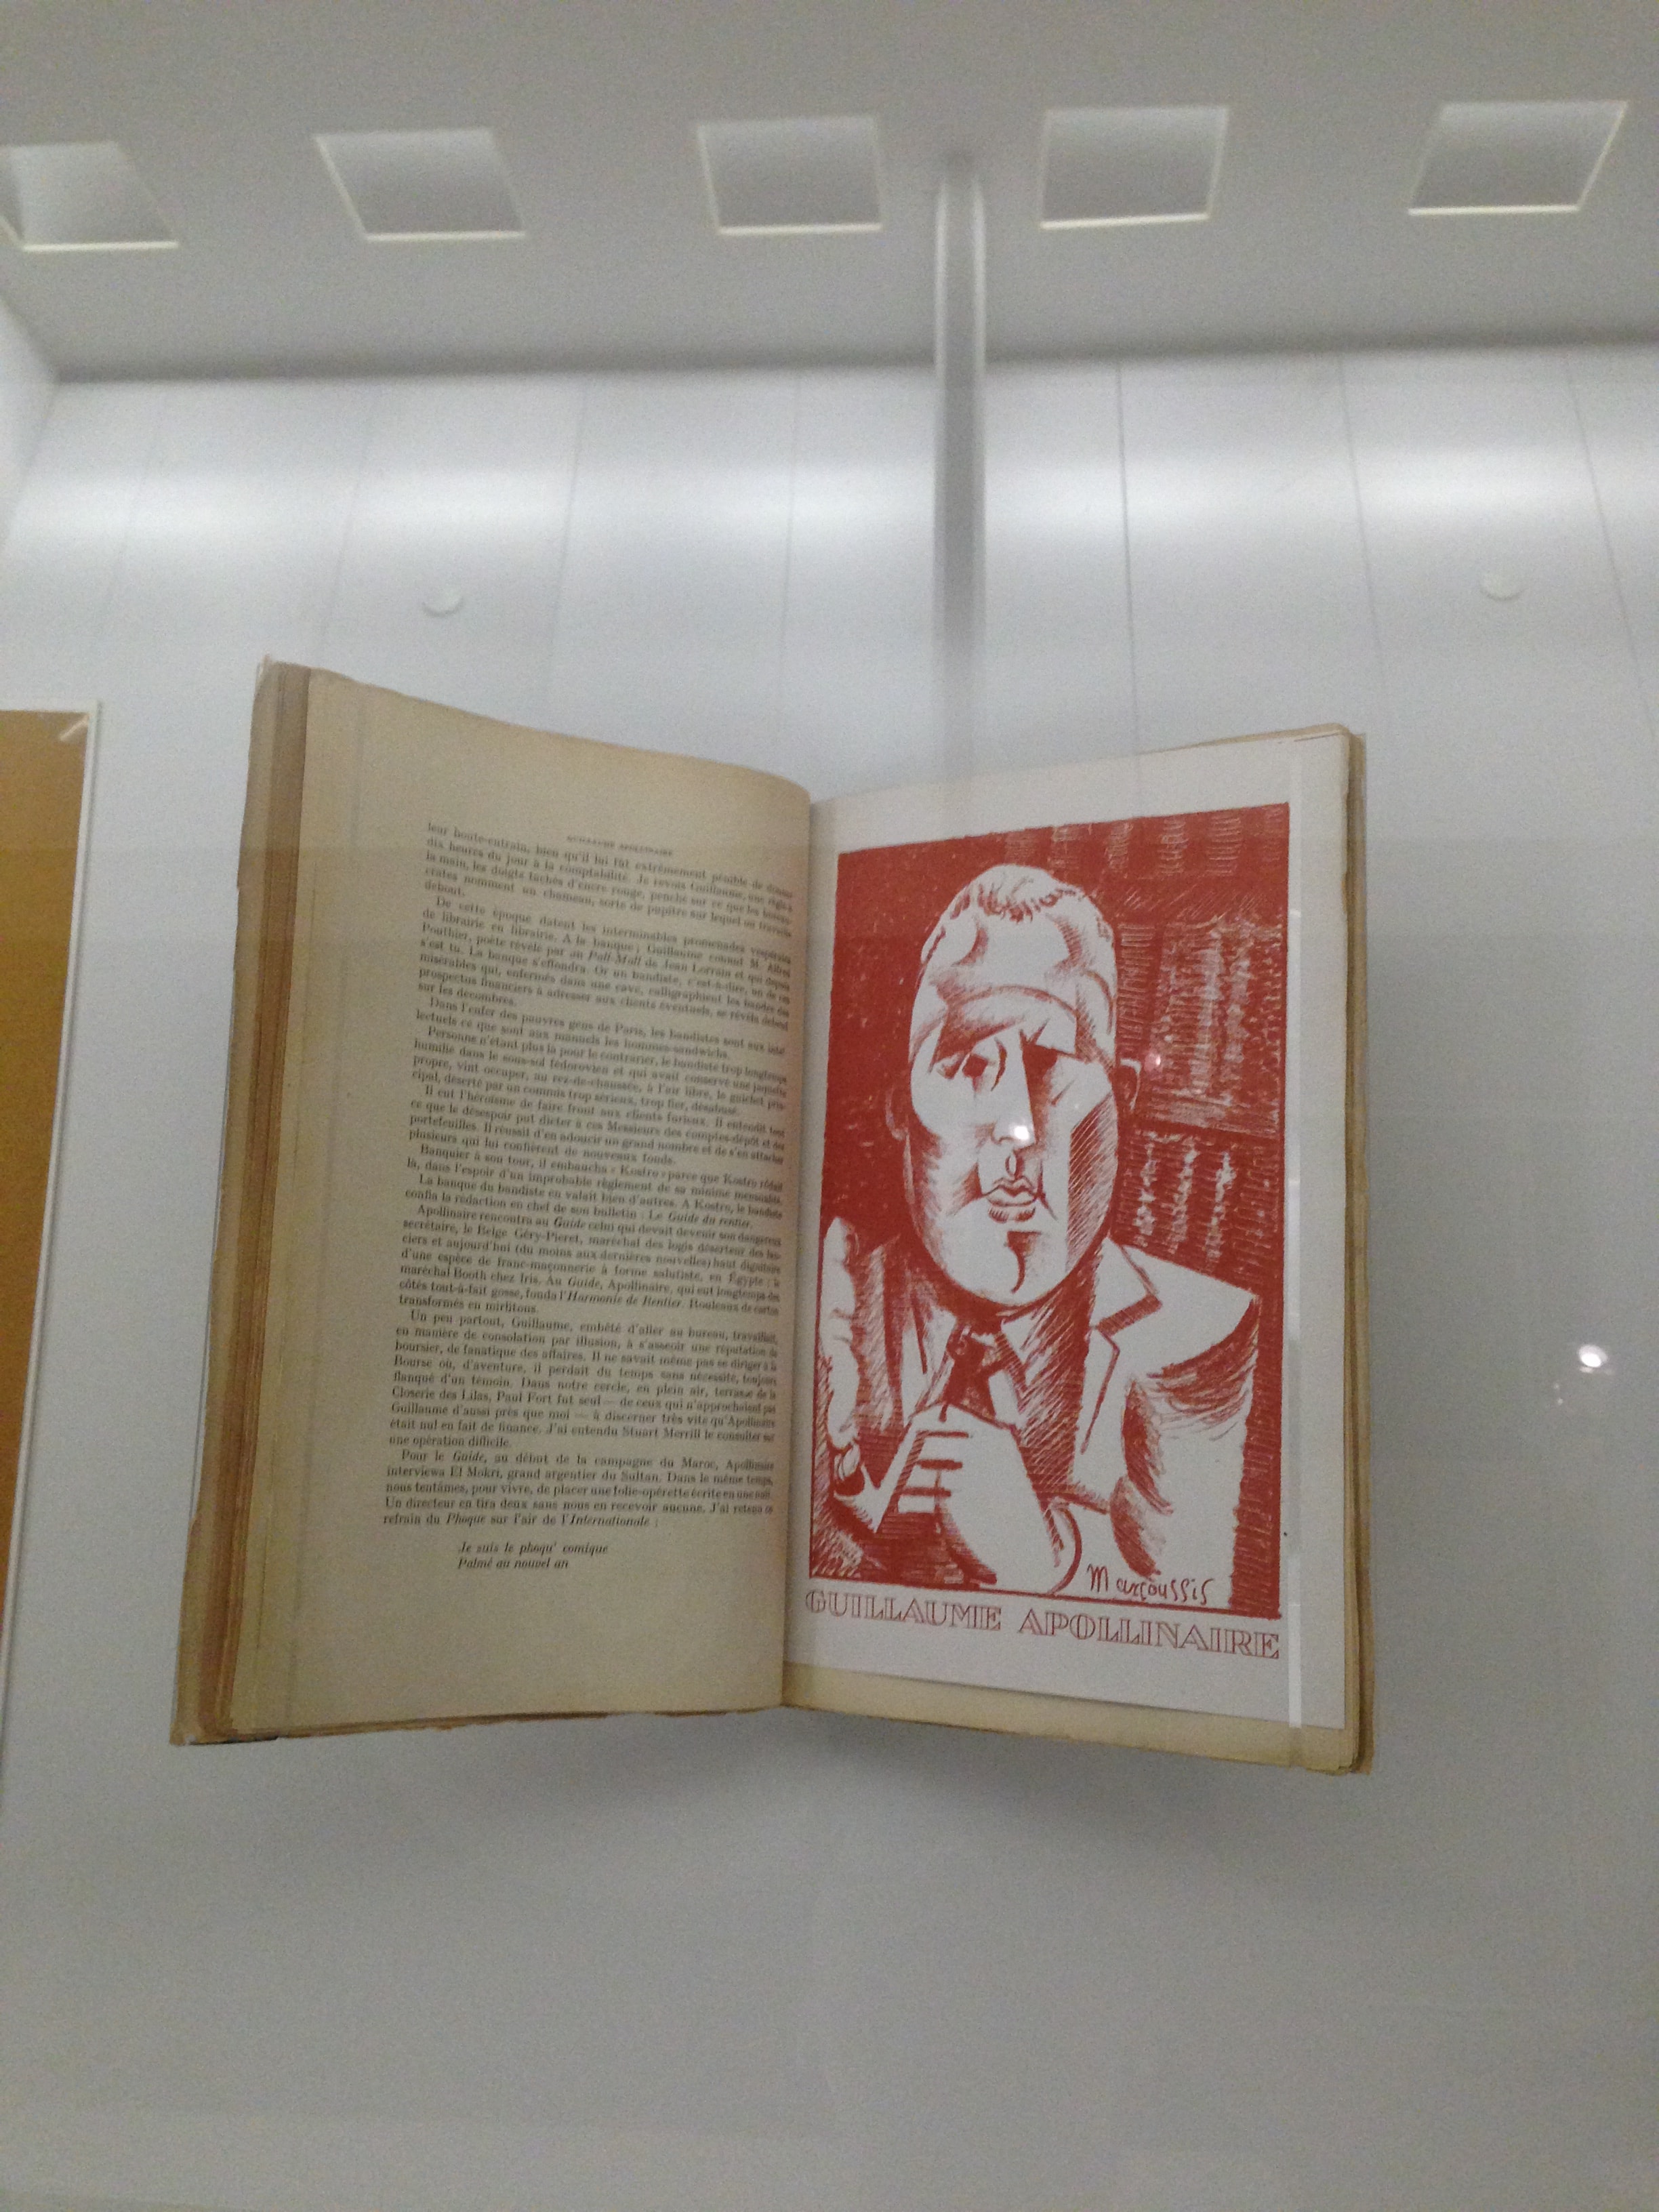 GUILLAUME APOLLINAIRE
leur boute-entrain, bien qu'il lui fût extrêmement pénible de donner
dix heures du jour à la comptabilité. Je revois Guillaume, une règle à
la main, les doigts tachés d'encre rouge, penché sur ce que les bureau-
crates nomment un chameau, sorte de pupitre sur lequel on travaille
debout.
De cette époque datent les interminables promenades vespérales
de librairie en librairie. A la banque, Guillaume connut M. Alfred
Pouthier, poète révélé par un Pall-Mall de Jean Lorrain et qui depuis
s'est tu. La banque s'effondra. Or un bandiste, c'est-à-dire, un de ces
misérables qui, enfermés dans une cave, calligraphient les bandes des
prospectus financiers à adresser aux clients éventuels, se révéla debout
sur les décombres.
Dans l'enfer des pauvres gens de Paris, les bandistes sont aux intel-
lectuels ce que sont aux manuels les hommes-sandwichs.
Personne n'étant plus là pour le contrarier, le bandiste trop longtemps
humilié dans le sous-sol fédorovien et qui avait conservé une jaquette
propre, vint occuper, au rez-de-chaussée, à l'air libre, le guichet prin-
cipal, déserté par un commis trop sérieux, trop fier, désabusé.
Il eut l'héroïsme de faire front aux clients furieux. Il entendit tout
ce que le désespoir put dicter à ces Messieurs des comptes-dépôt et des
portefeuilles. Il réussit d'en adoucir un grand nombre et de s'en attacher
plusieurs qui lui confièrent de nouveaux fonds.
Banquier à son tour, il embaucha « Kostro » parce que Kostro rôdait
là, dans l'espoir d'un improbable règlement de sa minime mensualité.
La banque du bandiste en valait bien d'autres. A Kostro, le bandiste
confia la rédaction en chef de son bulletin : Le Guide du rentier.
Apollinaire rencontra au Guide celui qui devait devenir son dangereux
secrétaire, le Belge Géry-Pieret, maréchal des logis déserteur des lan-
ciers et aujourd'hui (du moins aux dernières nouvelles) haut dignitaire
d'une espèce de franc-maçonnerie à forme salutiste, en Égypte ; le
maréchal Booth chez Iris. Au Guide, Apollinaire, qui eut longtemps des
côtés tout-à-fait gosse, fonda l'Harmonie de Rentier. Rouleaux de carton
transformés en mirlitons.
Un peu partout, Guillaume, embêté d'aller au bureau, travaillait,
en manière de consolation par illusion, à s'asseoir une réputation de
boursier, de fanatique des affaires. Il ne savait même pas se diriger à la
Bourse où, d'aventure, il perdait du temps sans nécessité, toujours
flanqué d'un témoin. Dans notre cercle, en plein air, terrasse de la
Closerie des Lilas, Paul Fort fut seul — de ceux qui n'approchaient pas
Guillaume d'aussi près que moi — à discerner très vite qu'Apollinaire
était nul en fait de finance. J'ai entendu Stuart Merrill le consulter sur
une opération difficile.
Pour le Guide, au début de la campagne du Maroc, Apollinaire
interviewa El Mokri, grand argentier du Sultan. Dans le même temps,
nous tentâmes, pour vivre, de placer une folie-opérette écrite en une nuit.
Un directeur en tira deux sans nous en recevoir aucune. J'ai retenu ce
refrain du Phoque sur l'air de l'Internationale :
Je suis le phoqu' comique
Palmé au nouvel an
Marcoussis
GUILLAUME APOLLINAIRE